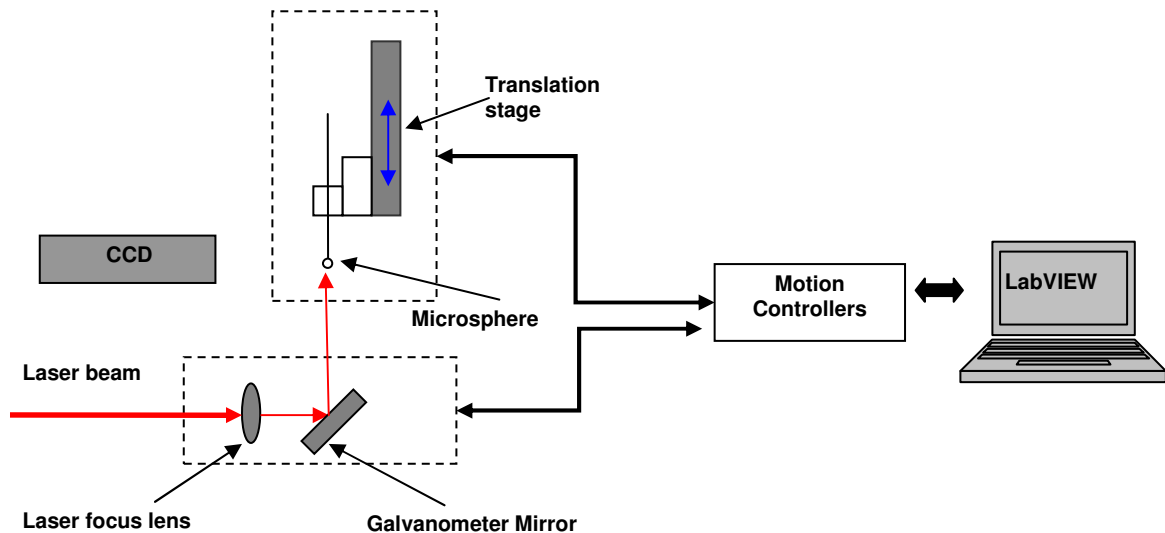 Translation
stage
CCD
Microsphere
Motion
Controllers
LabVIEW
Laser beam
Laser focus lens
Galvanometer Mirror